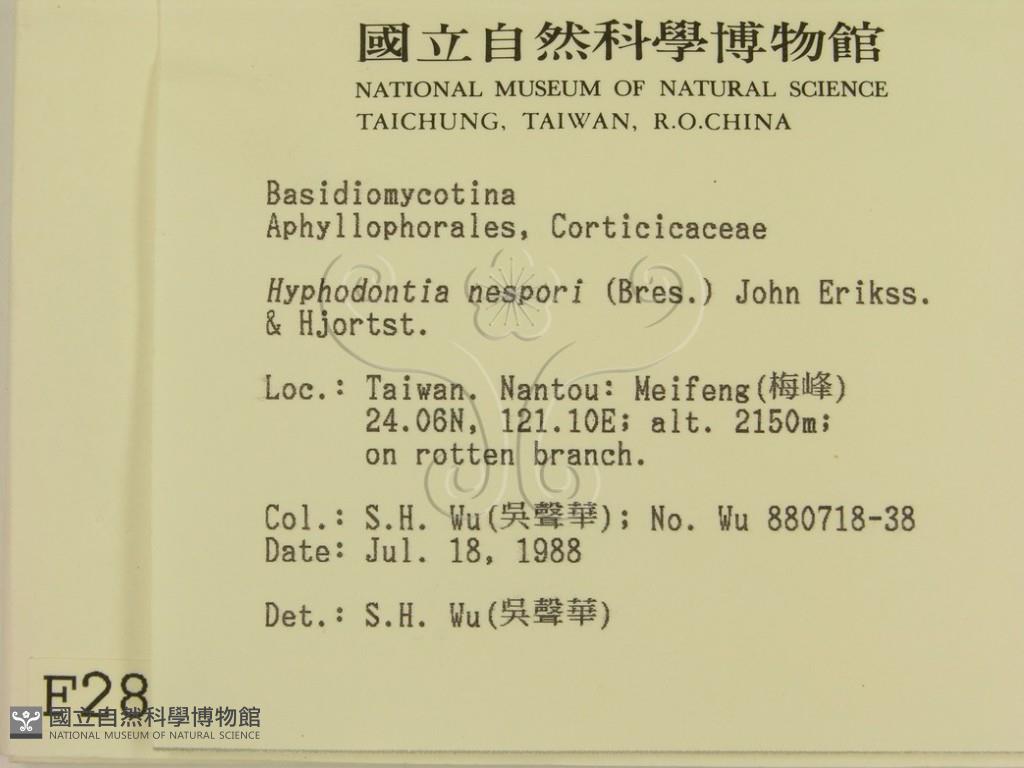 國立自然科學博物館
NATIONAL MUSEUM OF NATURAL SCIENCE
TAICHUNG, TAIWAN, R.O.CHINA
Basidiomycotina
Aphyllophorales, Corticicaceae
Hyphodontia nespori (Bres.) John Erikss.
& Hjortst.
Loc.: Taiwan. Nantou: Meifeng(梅峰)
24.06N, 121.10E; alt. 2150m;
on rotten branch.
Col.: S.H. Wu(吳聲華); No. Wu 880718-38
Date: Jul. 18, 1988
Det.: S.H. Wu(吳聲華)
F28
國立自然科學博物館
NATIONAL MUSEUM OF NATURAL SCIENCE